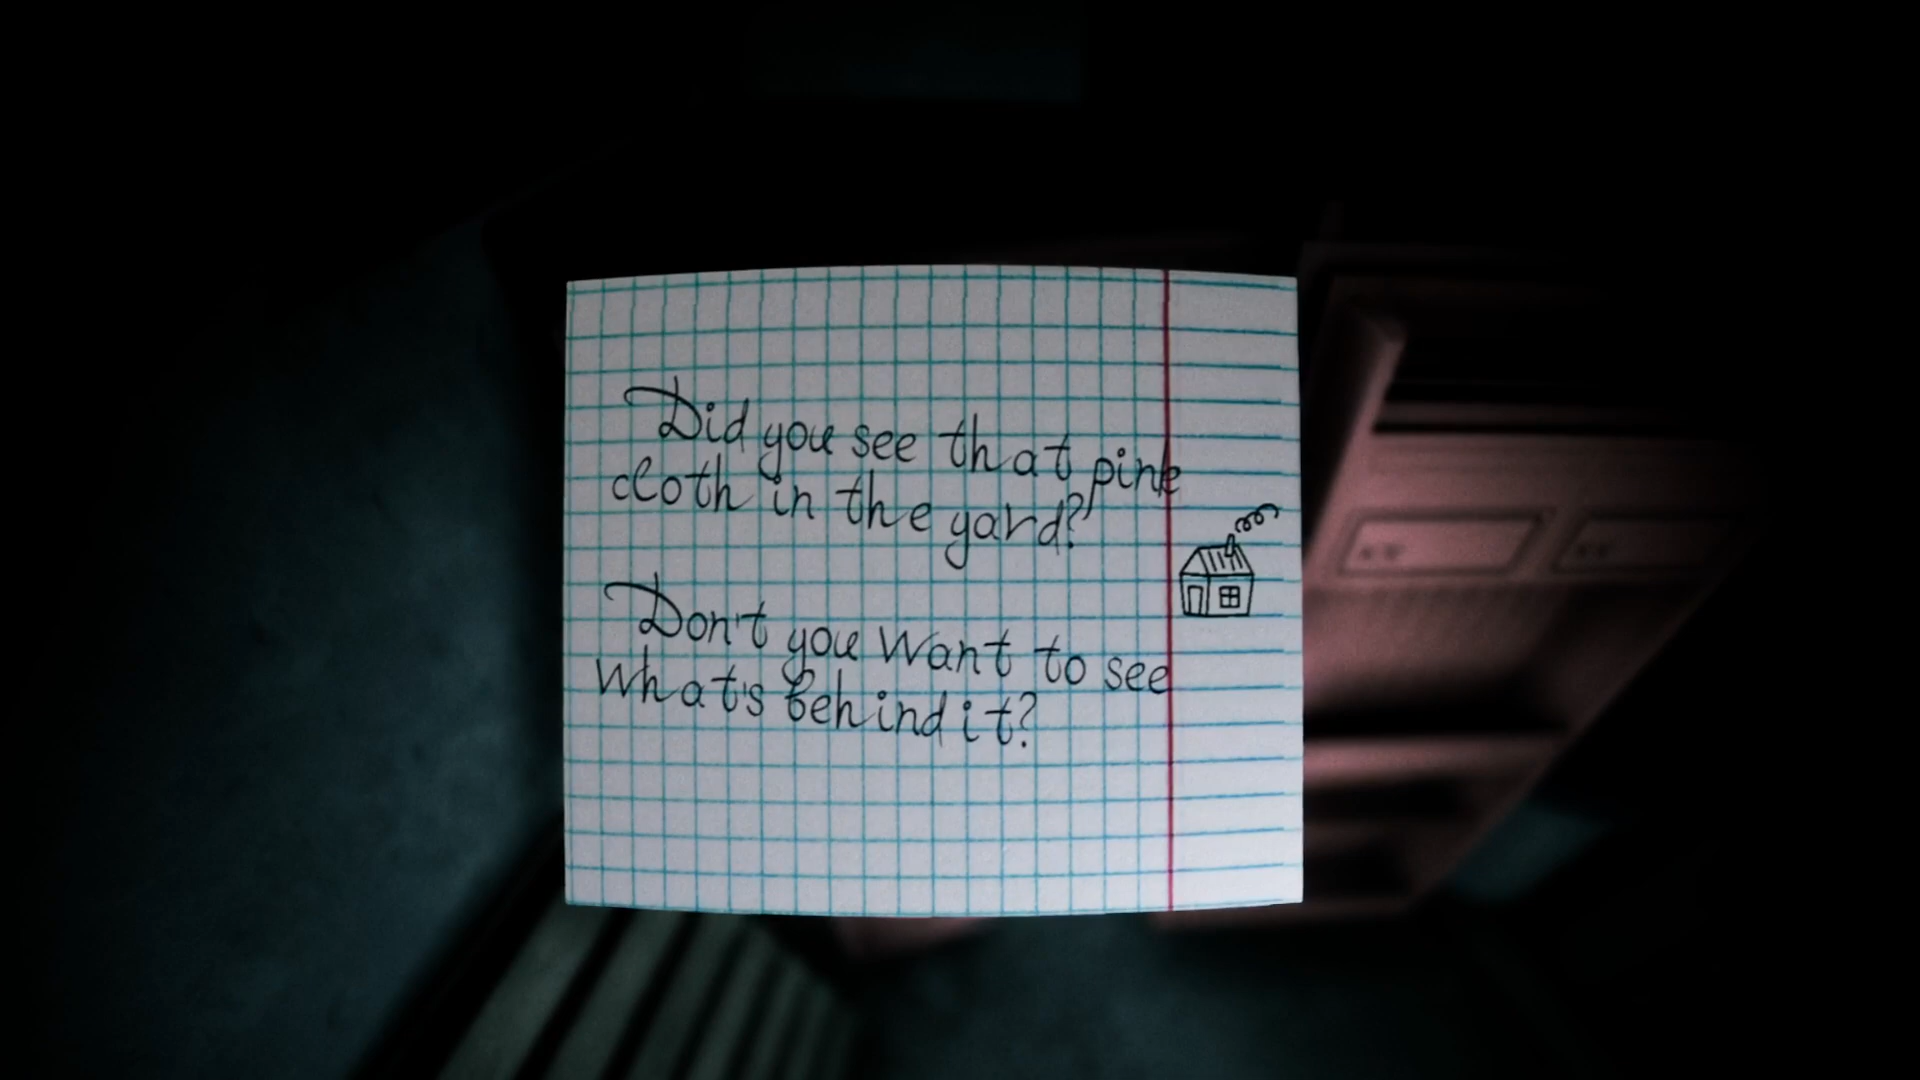 Did you see that pink
cloth in the yard?
Don't you want to see
what's behind it?